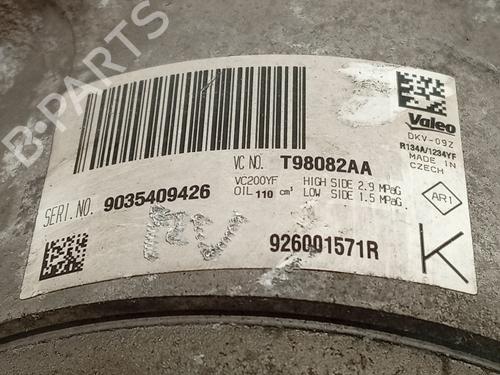 B-PARTS
Valeo
DKV-09Z
R134A/1234YF
MADE IN
CZECH
VC NO. T98082AA
SERI.NO. 9035409426
VC200YF HIGH SIDE 2.9 MPaG
OIL 110 cm³ LOW SIDE 1.5 MPaG
AR1
MV
926001571R
K